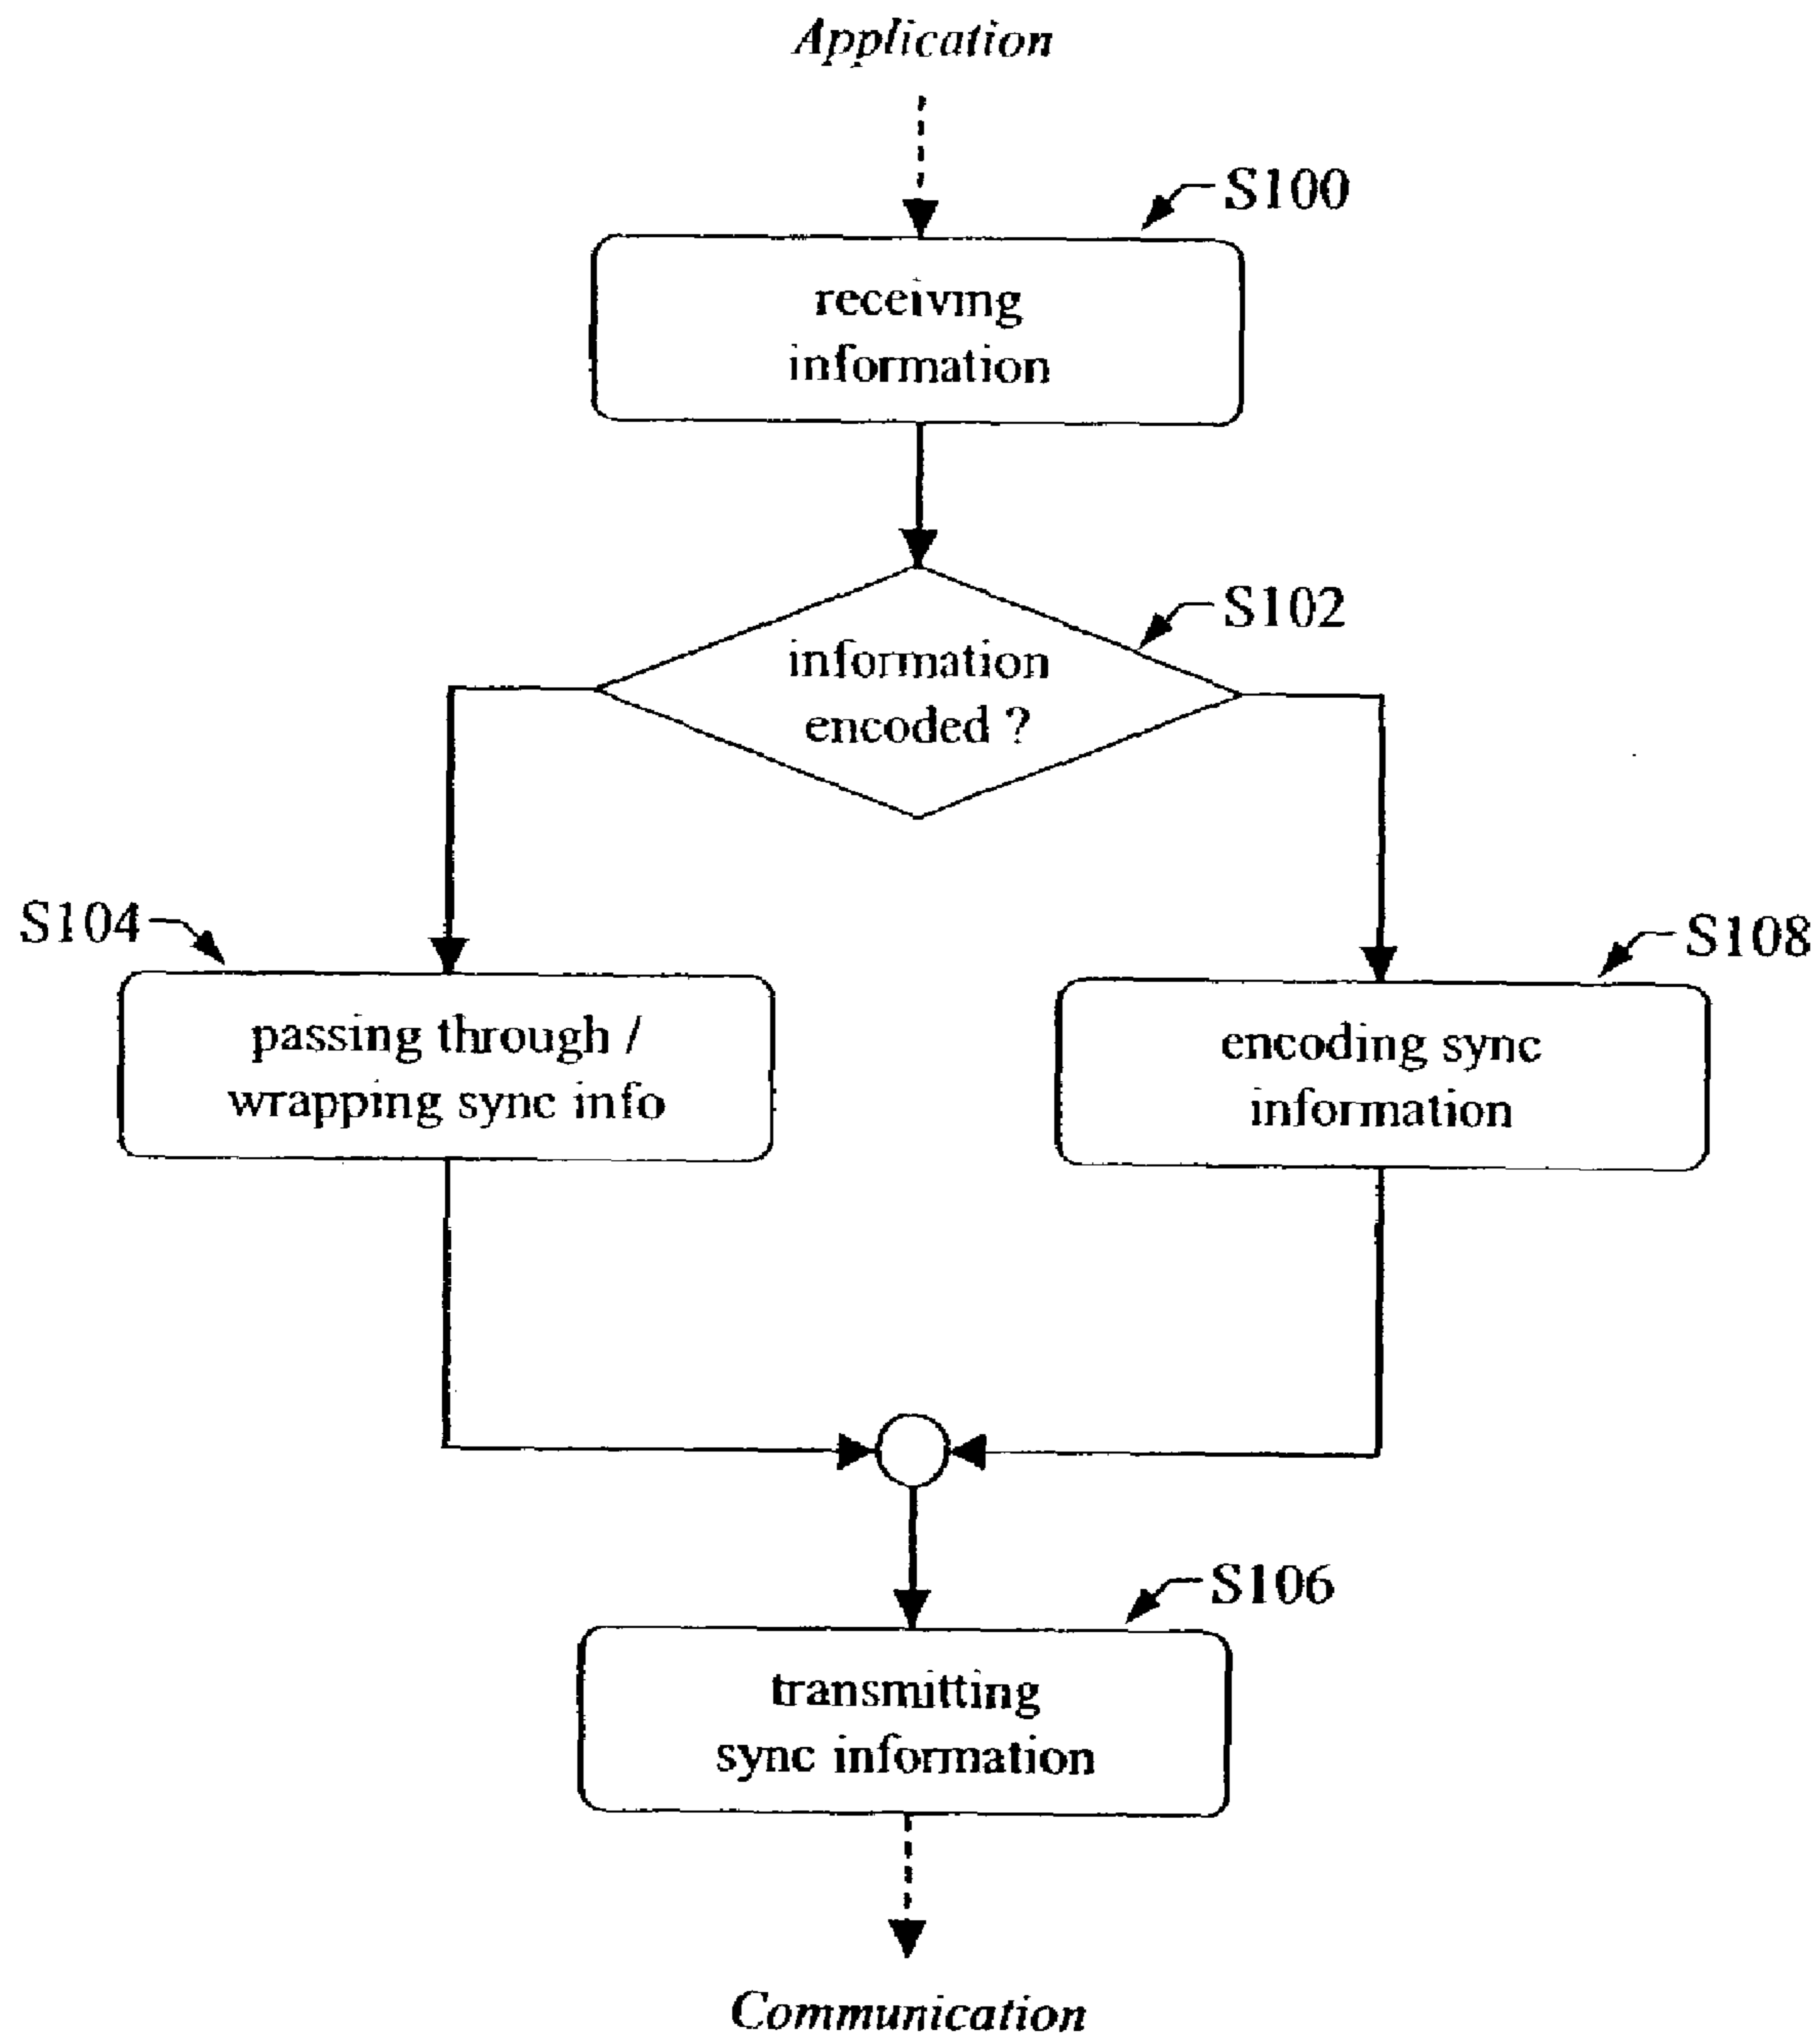 Application
S100
receiving
information
S102
information
encoded ?
S104
passing through /
wrapping sync info
S108
encoding sync
information
S106
transmitting
sync information
Communication